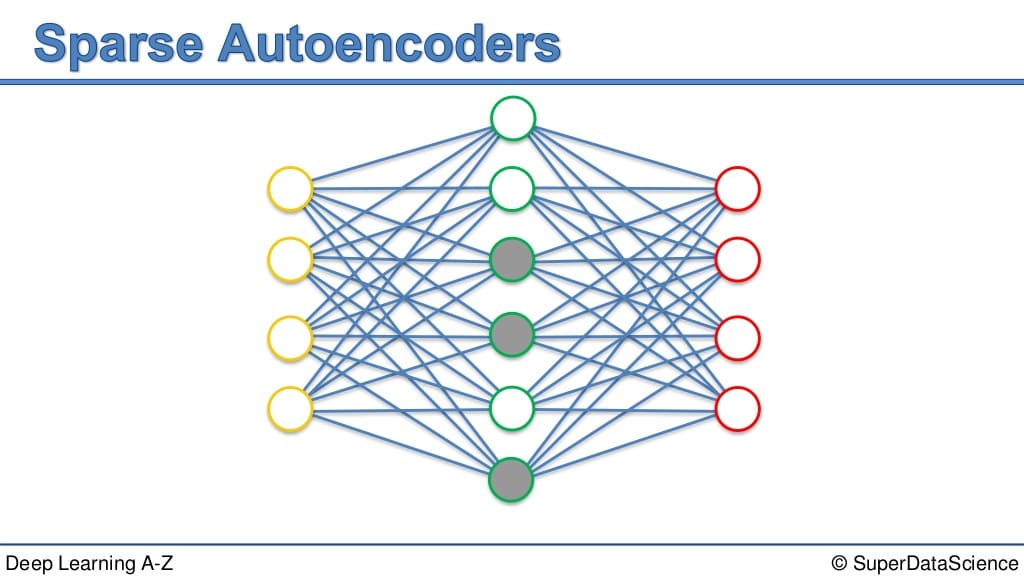 Sparse Autoencoders
Deep Learning A-Z
© SuperDataScience